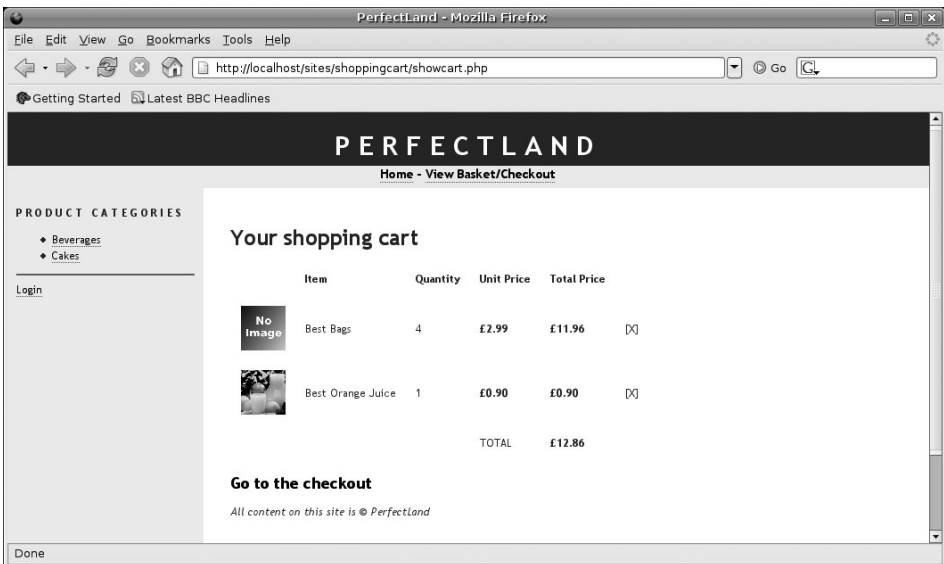 PerfectLand - Mozilla Firefox
File Edit View Go Bookmarks Tools Help
http://localhost/sites/shoppingcart/showcart.php Go G
Getting Started Latest BBC Headlines
PERFECTLAND
Home - View Basket/Checkout
PRODUCT CATEGORIES
Beverages
Cakes
Login
Your shopping cart
Item Quantity Unit Price Total Price
No Image Best Bags 4 £2.99 £11.96 [X]
Best Orange Juice 1 £0.90 £0.90 [X]
TOTAL £12.86
Go to the checkout
All content on this site is © PerfectLand
Done